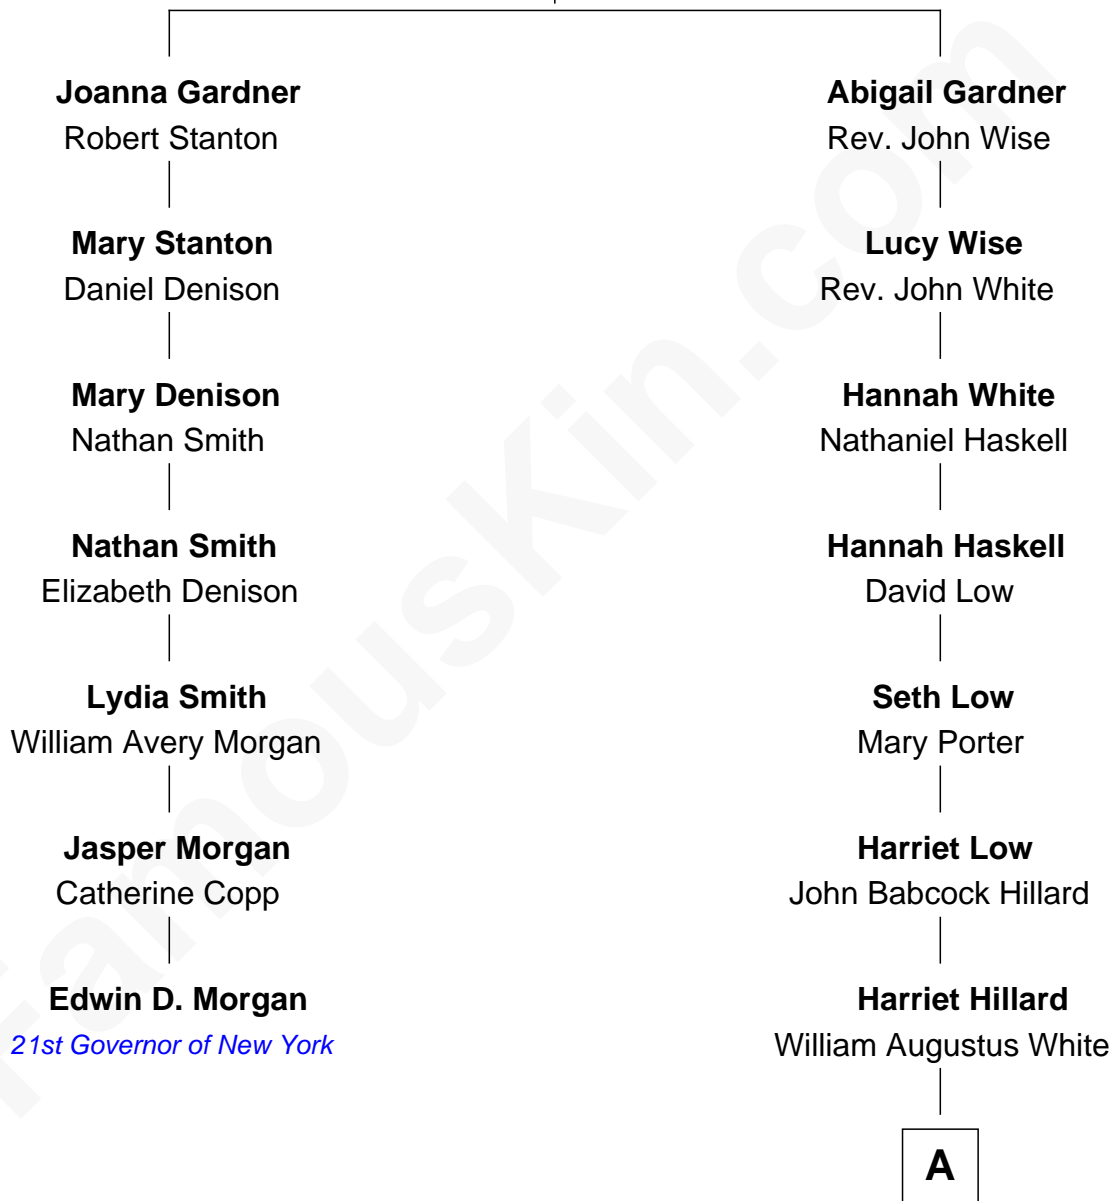 Joanna Gardner
Robert Stanton
Mary Stanton
Daniel Denison
Mary Denison
Nathan Smith
Nathan Smith
Elizabeth Denison
Lydia Smith
William Avery Morgan
Jasper Morgan
Catherine Copp
Edwin D. Morgan
21st Governor of New York
Abigail Gardner
Rev. John Wise
Lucy Wise
Rev. John White
Hannah White
Nathaniel Haskell
Hannah Haskell
David Low
Seth Low
Mary Porter
Harriet Low
John Babcock Hillard
Harriet Hillard
William Augustus White
A
FamousKin.com